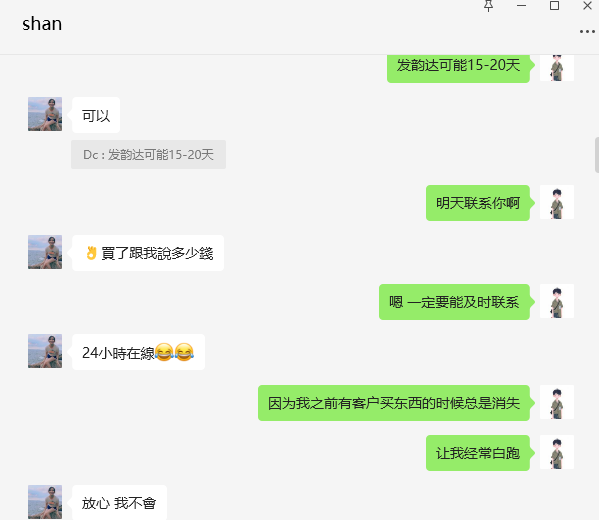 shan
发韵达可能15-20天
可以
Dc : 发韵达可能15-20天
明天联系你啊
👌買了跟我說多少錢
嗯 一定要能及时联系
24小時在線😂😂
因为我之前有客户买东西的时候总是消失
让我经常白跑
放心 我不會